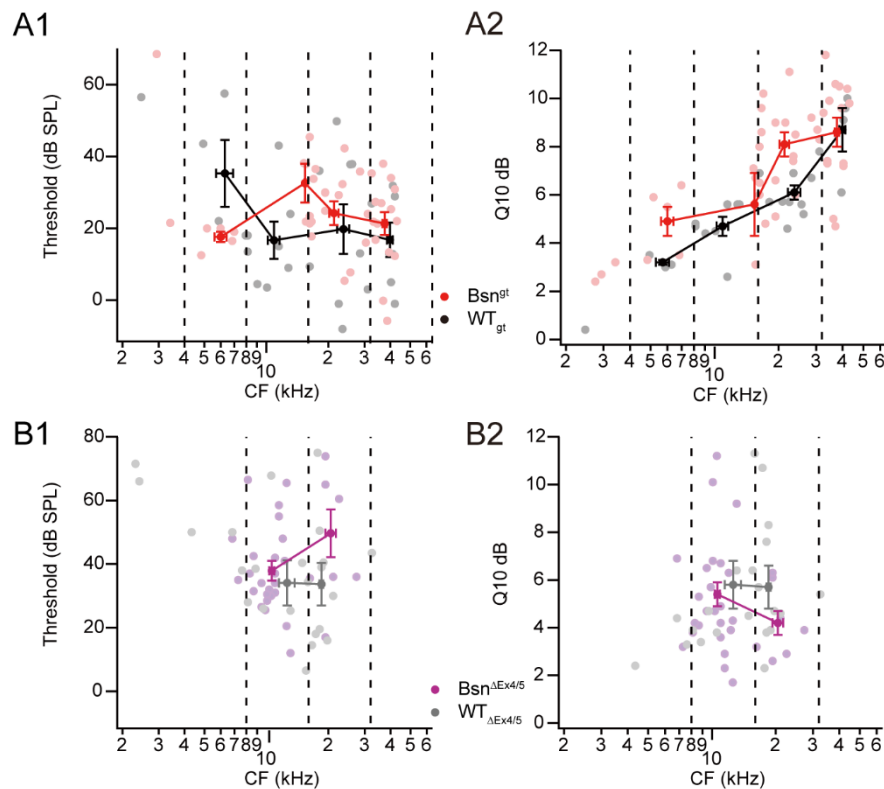 A1
A2
Threshold (dB SPL)
60
40
20
0
2 3 4 5 6 7 8 9 10 2 3 4 5 6
CF (kHz)
Bsn^gt
WT_gt
Q10 dB
12
10
8
6
4
2
0
2 3 4 5 6 7 8 9 10 2 3 4 5 6
CF (kHz)
B1
B2
Threshold (dB SPL)
80
60
40
20
0
2 3 4 5 6 7 8 9 10 2 3 4 5 6
CF (kHz)
Bsn^ΔEx4/5
WT_ΔEx4/5
Q10 dB
12
10
8
6
4
2
0
2 3 4 5 6 7 8 9 10 2 3 4 5 6
CF (kHz)